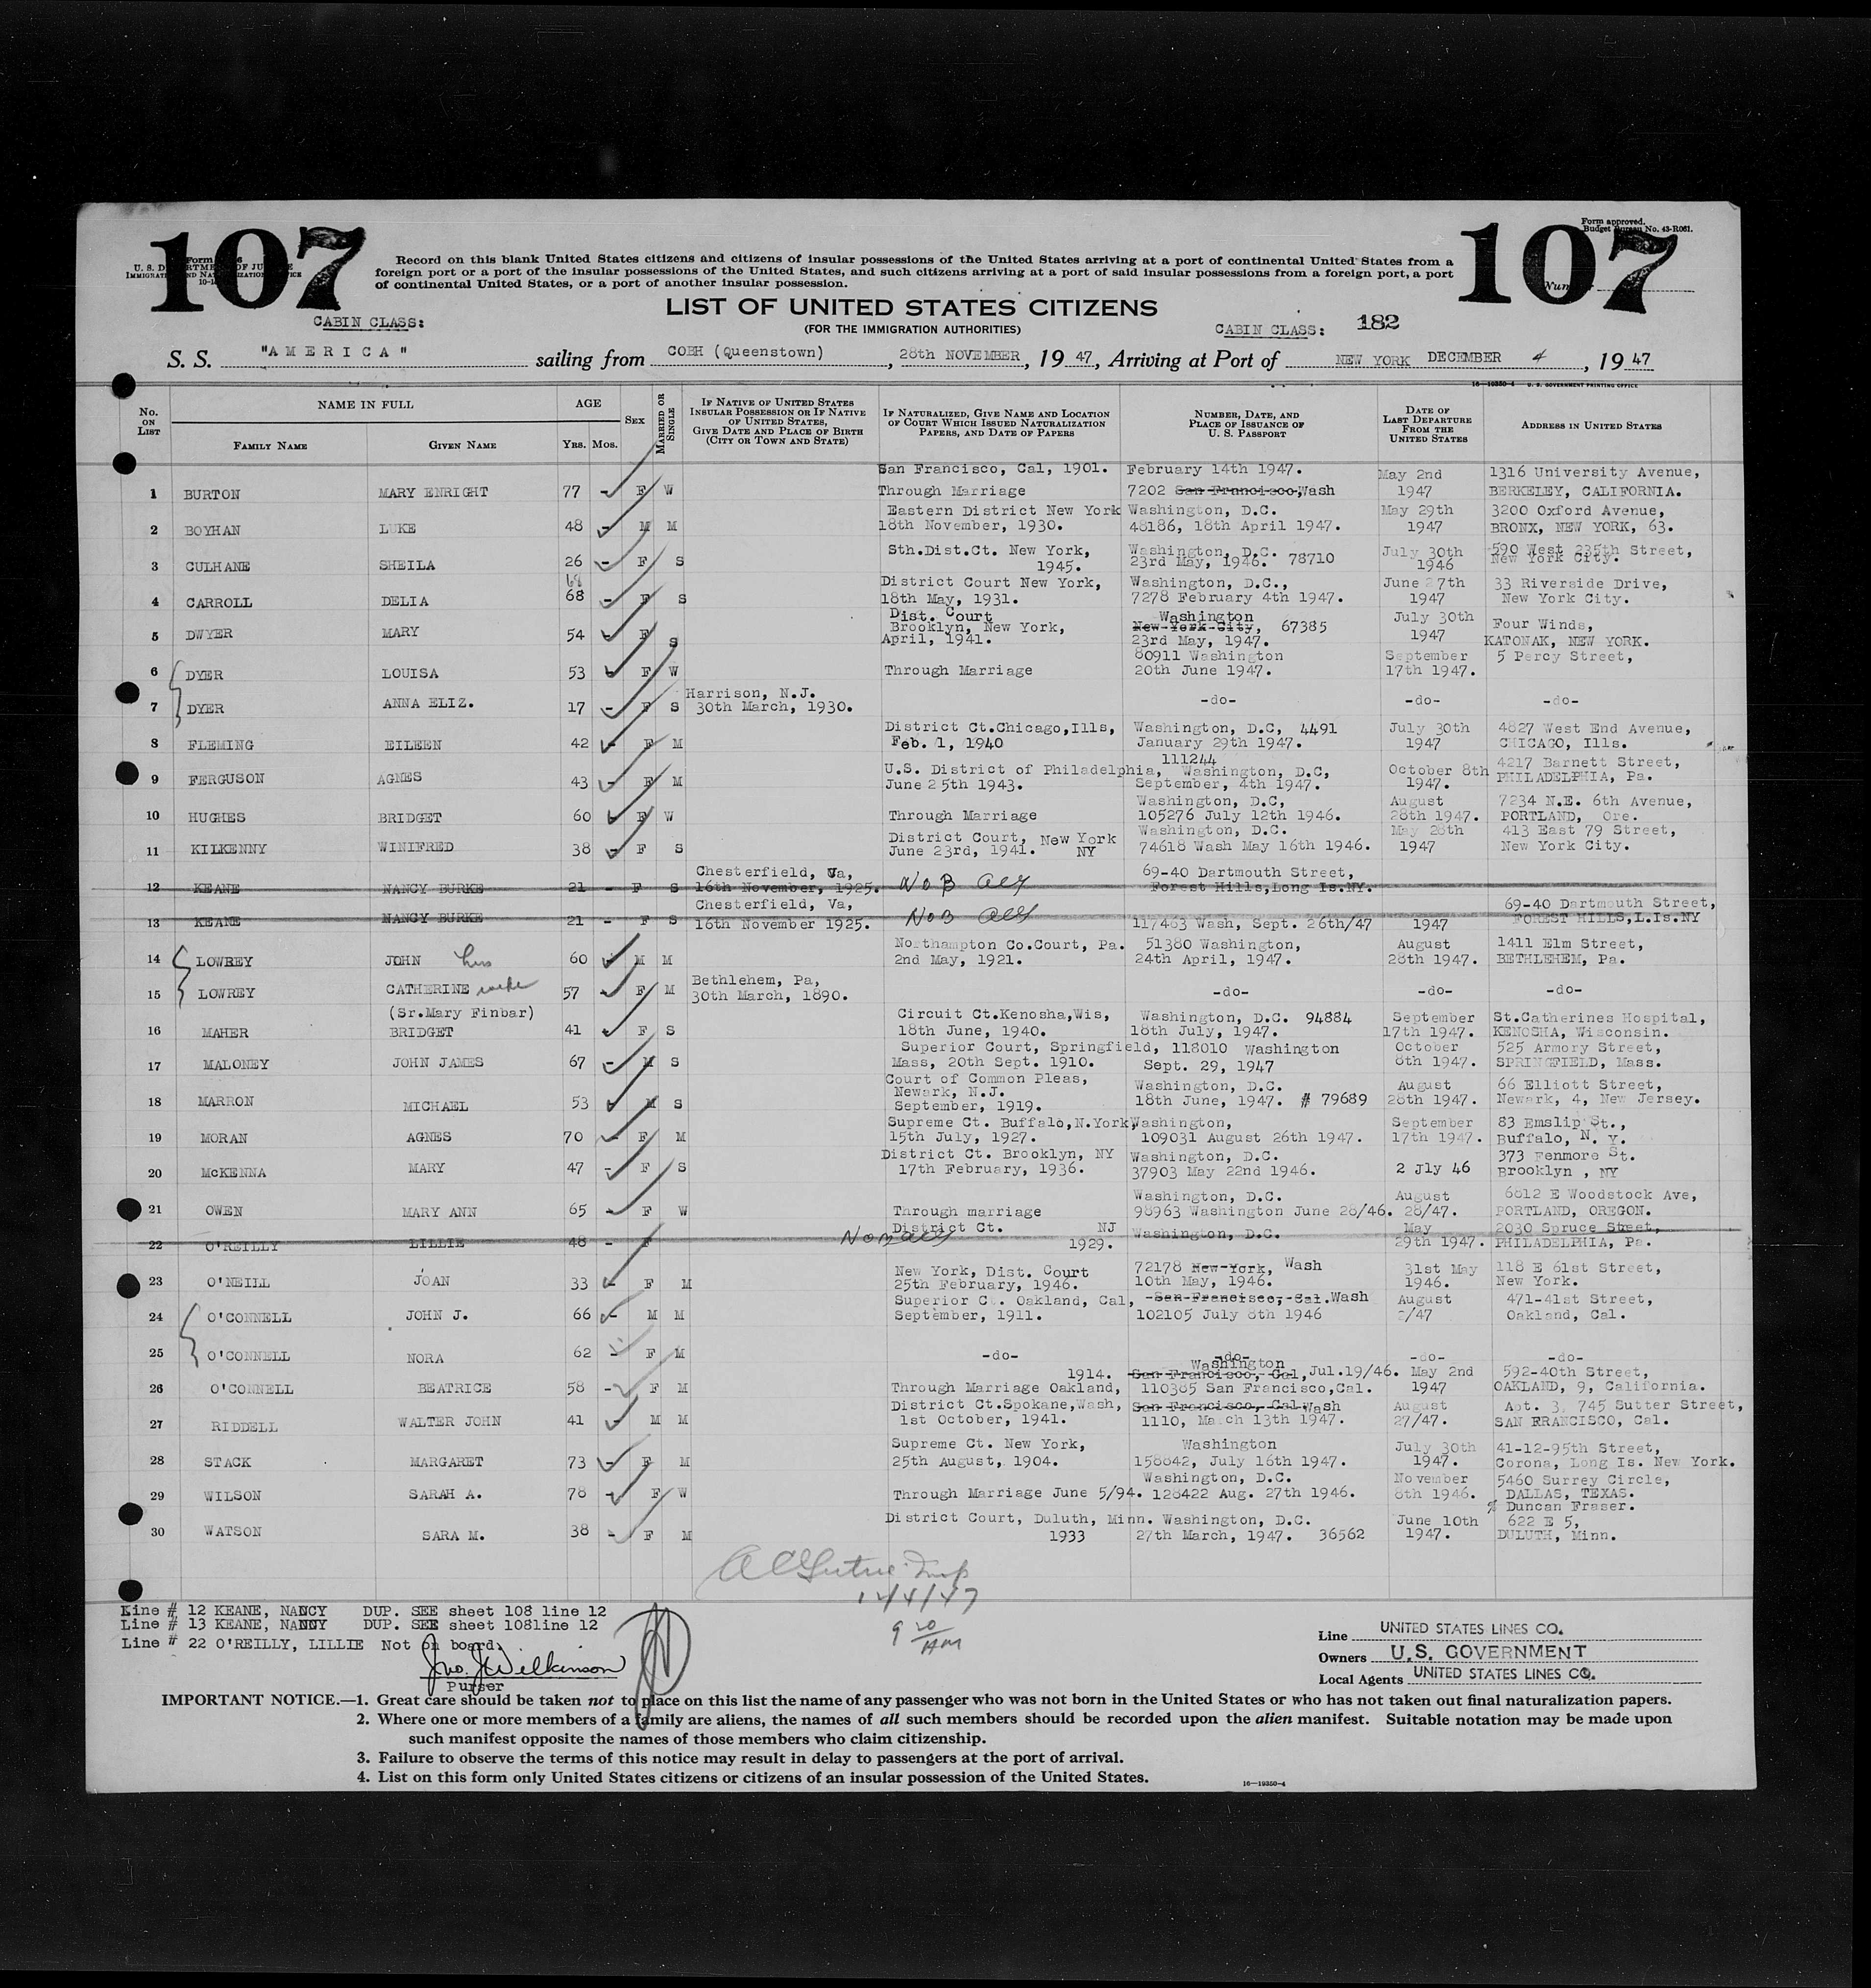 107
107
Form approved.
Budget Bureau No. 43-R061.
U. S. DEPARTMENT OF JUSTICE
IMMIGRATION AND NATURALIZATION SERVICE
Record on this blank United States citizens and citizens of insular possessions of the United States arriving at a port of continental United States from a
foreign port or a port of the insular possessions of the United States, and such citizens arriving at a port of said insular possessions from a foreign port, a port
of continental United States, or a port of another insular possession.
LIST OF UNITED STATES CITIZENS
(FOR THE IMMIGRATION AUTHORITIES)
CABIN CLASS:
CABIN CLASS: 182
S. S. "AMERICA" sailing from COBH (Queenstown), 28th NOVEMBER, 1947, Arriving at Port of NEW YORK DECEMBER 4, 1947
16—19350-4 U. S. GOVERNMENT PRINTING OFFICE
No. on List
NAME IN FULL
Family Name
Given Name
AGE
Yrs. Mos.
Sex
Married or Single
If Native of United States Insular Possession or if Native of United States, Give Date and Place of Birth (City or Town and State)
If Naturalized, Give Name and Location of Court Which Issued Naturalization Papers, and Date of Papers
Number, Date, and Place of Issuance of U. S. Passport
Date of Last Departure From the United States
Address in United States
1 BURTON MARY ENRIGHT 77 - F W San Francisco, Cal, 1901. Through Marriage February 14th 1947. 7202 San Francisco, Wash May 2nd 1947 1316 University Avenue, BERKELEY, CALIFORNIA.
2 BOYHAN LUKE 48 - M M Eastern District New York 18th November, 1930. Washington, D.C. 48186, 18th April 1947. May 29th 1947 3200 Oxford Avenue, BRONX, NEW YORK, 63.
3 CULHANE SHEILA 26 - F S Sth.Dist.Ct. New York, 1945. Washington, D.C. 23rd May, 1946. 78710 July 30th 1946 590 West 235th Street, New York City.
4 CARROLL DELIA 68 68 - F S District Court New York, 18th May, 1931. Washington, D.C., 7278 February 4th 1947. June 27th 1947 33 Riverside Drive, New York City.
5 DWYER MARY 54 - F S Dist. Court Brooklyn, New York, April, 1941. Washington New-York-City, 67385 23rd May, 1947. July 30th 1947 Four Winds, KATONAK, NEW YORK.
6 DYER LOUISA 53 F W Through Marriage 80911 Washington 20th June 1947. September 17th 1947. 5 Percy Street,
7 DYER ANNA ELIZ. 17 - F S Harrison, N.J. 30th March, 1930. -do- -do- -do-
8 FLEMING EILEEN 42 - F M District Ct.Chicago,Ills, Feb. 1, 1940 Washington, D.C, 4491 January 29th 1947. July 30th 1947 4827 West End Avenue, CHICAGO, Ills.
9 FERGUSON AGNES 43 - F M U.S. District of Philadelphia, June 25th 1943. 111244 Washington, D.C, September, 4th 1947. October 8th 1947. 4217 Barnett Street, PHILADELPHIA, Pa.
10 HUGHES BRIDGET 60 F W Through Marriage Washington, D.C, 105276 July 12th 1946. August 28th 1947. 7234 N.E. 6th Avenue, PORTLAND, Ore.
11 KILKENNY WINIFRED 38 - F S District Court, New York NY June 23rd, 1941. Washington, D.C. 74618 Wash May 16th 1946. May 28th 1947 413 East 79 Street, New York City.
12 KEANE NANCY BURKE 21 - F S Chesterfield, Va, 16th November, 1925. NOB 69-40 Dartmouth Street, Forest Hills,Long Is.NY.
13 KEANE NANCY BURKE 21 - F S Chesterfield, Va, 16th November 1925. NOB 117463 Wash, Sept. 26th/47 1947 69-40 Dartmouth Street, FOREST HILLS,L.Is.NY
14 LOWREY JOHN hus 60 M M Northampton Co.Court, Pa. 2nd May, 1921. 51380 Washington, 24th April, 1947. August 28th 1947. 1411 Elm Street, BETHLEHEM, Pa.
15 LOWREY CATHERINE wife 57 - F M Bethlehem, Pa, 30th March, 1890. -do- -do- -do-
16 MAHER (Sr.Mary Finbar) BRIDGET 41 F S Circuit Ct.Kenosha,Wis, 18th June, 1940. Washington, D.C. 94884 18th July, 1947. September 17th 1947. St.Catherines Hospital, KENOSHA, Wisconsin.
17 MALONEY JOHN JAMES 67 - M S Superior Court, Springfield, Mass, 20th Sept. 1910. 118010 Washington Sept. 29, 1947 October 8th 1947. 525 Armory Street, SPRINGFIELD, Mass.
18 MARRON MICHAEL 53 M S Court of Common Pleas, Newark, N.J. September, 1919. Washington, D.C. 18th June, 1947. # 79689 August 28th 1947. 66 Elliott Street, Newark, 4, New Jersey.
19 MORAN AGNES 70 - F M Supreme Ct. Buffalo,N.York 15th July, 1927. Washington, 109031 August 26th 1947. September 17th 1947. 83 Emslip St., Buffalo, N. Y.
20 McKENNA MARY 47 - F S District Ct. Brooklyn, NY 17th February, 1936. Washington, D.C. 37903 May 22nd 1946. 2 Jly 46 373 Fenmore St. Brooklyn , NY
21 OWEN MARY ANN 65 - F W Through marriage Washington, D.C. 98963 Washington June 28/46. August 28/47. 6812 E Woodstock Ave, PORTLAND, OREGON.
22 O'REILLY LILLIE 48 - F NOB District Ct. NJ 1929. Washington, D.C. May 29th 1947. 2030 Spruce Street, PHILADELPHIA, Pa.
23 O'NEILL JOAN 33 - F M New York, Dist. Court 25th February, 1946. 72178 New-York, Wash 10th May, 1946. 31st May 1946. 118 E 61st Street, New York.
24 O'CONNELL JOHN J. 66 - M M Superior Ct. Oakland, Cal, September, 1911. -San-Francisco,-Cal. Wash 102105 July 8th 1946 August /47 471-41st Street, Oakland, Cal.
25 O'CONNELL NORA 62 - F M -do- -do- -do- -do-
26 O'CONNELL BEATRICE 58 - F M 1914. Through Marriage Oakland, Washington San Francisco, Cal, Jul.19/46. 110385 San Francisco,Cal. May 2nd 1947 592-40th Street, OAKLAND, 9, California.
27 RIDDELL WALTER JOHN 41 - M M District Ct.Spokane,Wash, 1st October, 1941. San Francisco, Cal Wash 1110, March 13th 1947. August 27/47. Apt. 3, 745 Sutter Street, SAN FRANCISCO, Cal.
28 STACK MARGARET 73 - F M Supreme Ct. New York, 25th August, 1904. Washington 158842, July 16th 1947. July 30th 1947. 41-12-95th Street, Corona, Long Is. New York.
29 WILSON SARAH A. 78 - F W Through Marriage June 5/94. Washington, D.C. 128422 Aug. 27th 1946. November 8th 1946. 5460 Surrey Circle, DALLAS, TEXAS. % Duncan Fraser.
30 WATSON SARA M. 38 - F M District Court, Duluth, Minn. 1933 Washington, D.C. 27th March, 1947. 36562 June 10th 1947. 622 E 5, DULUTH, Minn.
12/4/47
9 20 AM
Line # 12 KEANE, NANCY DUP. SEE sheet 108 line 12
Line # 13 KEANE, NANCY DUP. SEE sheet 108line 12
Line # 22 O'REILLY, LILLIE Not on board.
Jno. J Wilkinson
Purser
Line UNITED STATES LINES CO.
Owners U.S. GOVERNMENT
Local Agents UNITED STATES LINES CO.
IMPORTANT NOTICE.—1. Great care should be taken not to place on this list the name of any passenger who was not born in the United States or who has not taken out final naturalization papers.
2. Where one or more members of a family are aliens, the names of all such members should be recorded upon the alien manifest. Suitable notation may be made upon
such manifest opposite the names of those members who claim citizenship.
3. Failure to observe the terms of this notice may result in delay to passengers at the port of arrival.
4. List on this form only United States citizens or citizens of an insular possession of the United States.
16—19350-4